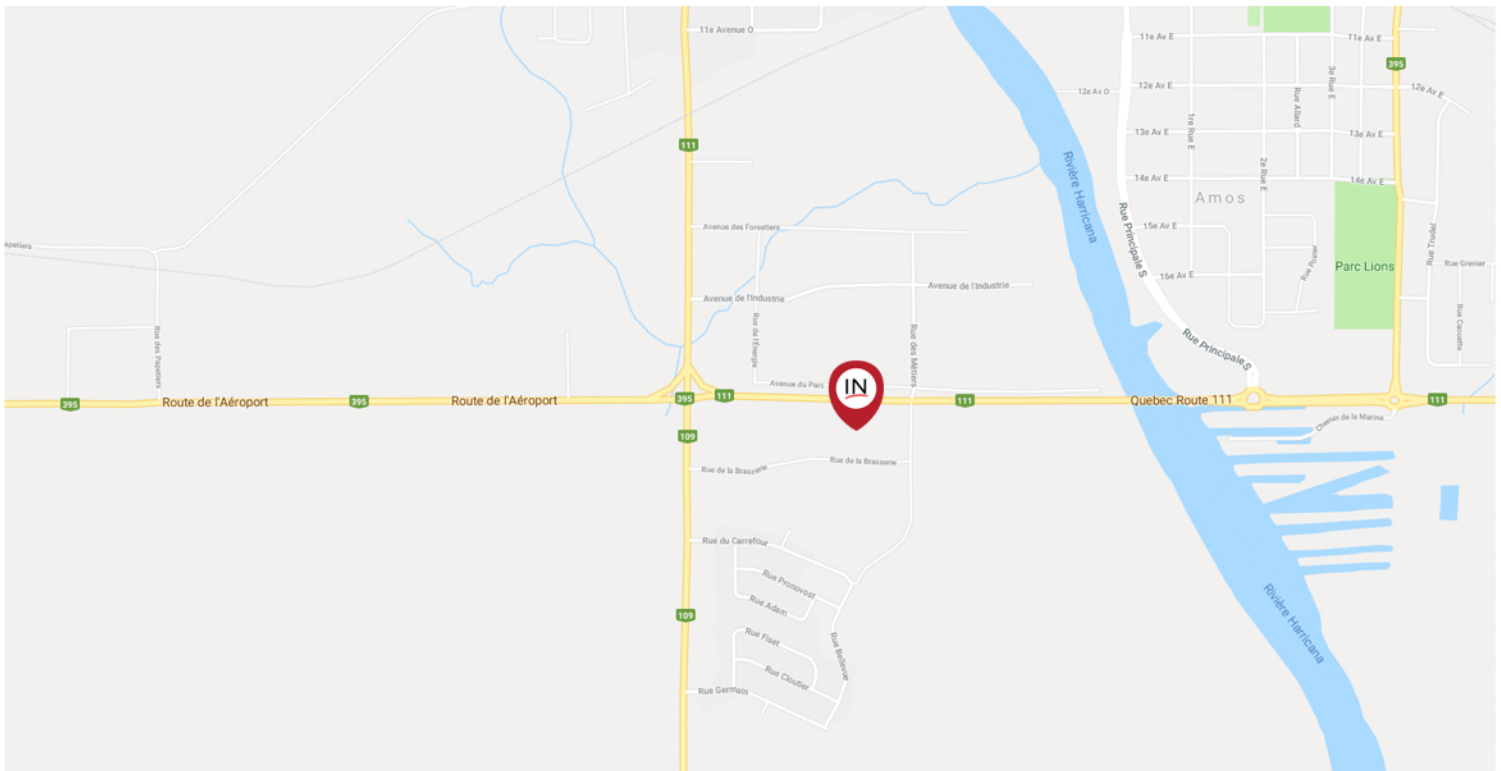 11e Avenue O
11e Av E
11e Av E
395
12e Av O
12e Av E
Rue Allard
3e Rue E
12e Av E
111
1re Rue E
13e Av E
13e Av E
Rivière Harricana
14e Av E
2e Rue E
14e Av E
Amos
Rue Principale S
15e Av E
Avenue des Forestiers
apetiers
Rue Trudel
Rue Poirier
Parc Lions
Rue Grenier
16e Av E
Avenue de l'Industrie
Avenue de l'Industrie
Rue de l'Énergie
Rue des Métiers
Rue des Papetiers
Rue Principale S
Rue Caouette
Avenue du Parc
IN
395
Route de l'Aéroport
395
Route de l'Aéroport
395
111
111
Quebec Route 111
111
Chemin de la Marina
109
Rue de la Brasserie
Rue de la Brasserie
Rue du Carrefour
Rue Pronovost
Rue Adam
109
Rue Fiset
Rue Bellevue
Rue Cloutier
Rue Germain
Rivière Harricana